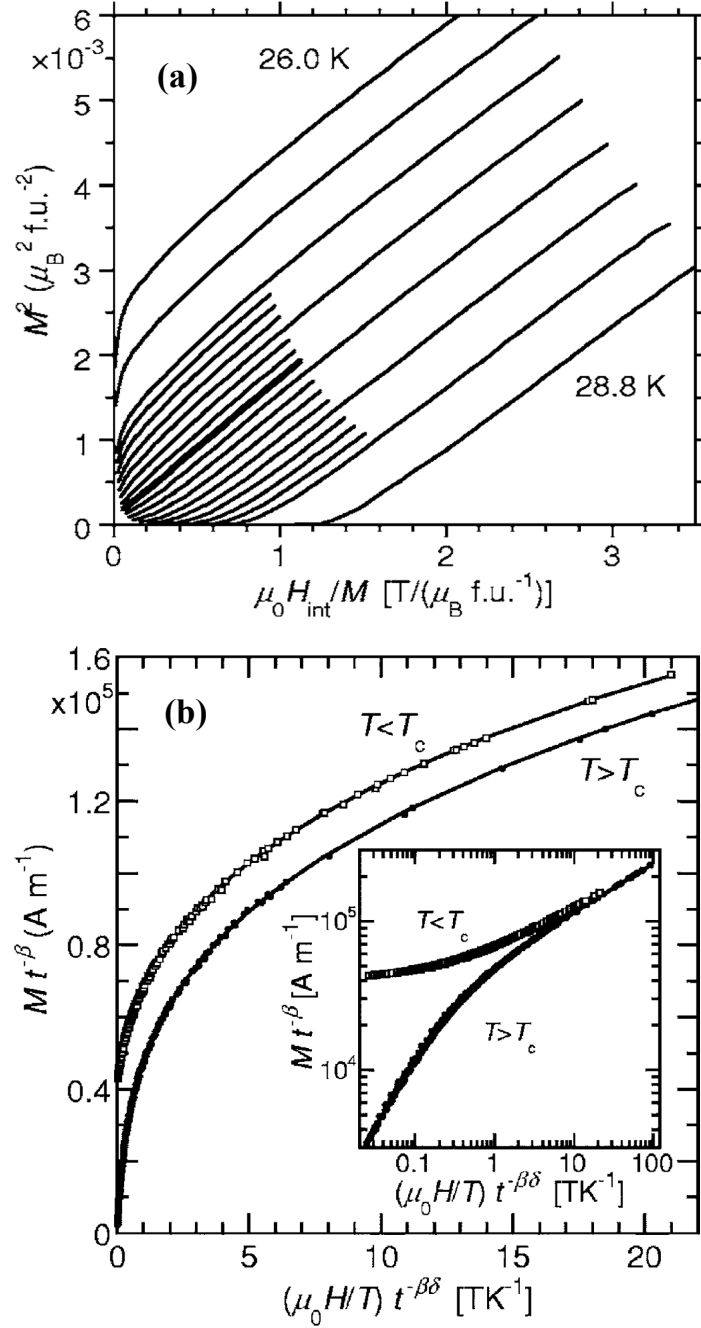 6
×10⁻³
(a)
26.0 K
5
4
3
2
1
0
M² (μB² f.u.⁻²)
28.8 K
0
1
2
3
μ₀Hint/M [T/(μB f.u.⁻¹)]
1.6
×10⁵
(b)
T<Tc
T>Tc
1.2
0.8
0.4
0
M t⁻ᵝ (A m⁻¹)
10⁵
10⁴
M t⁻ᵝ [A m⁻¹]
T<Tc
T>Tc
0.1
1
10
100
(μ₀H/T) t⁻ᵝᵟ [TK⁻¹]
0
5
10
15
20
(μ₀H/T) t⁻ᵝᵟ [TK⁻¹]